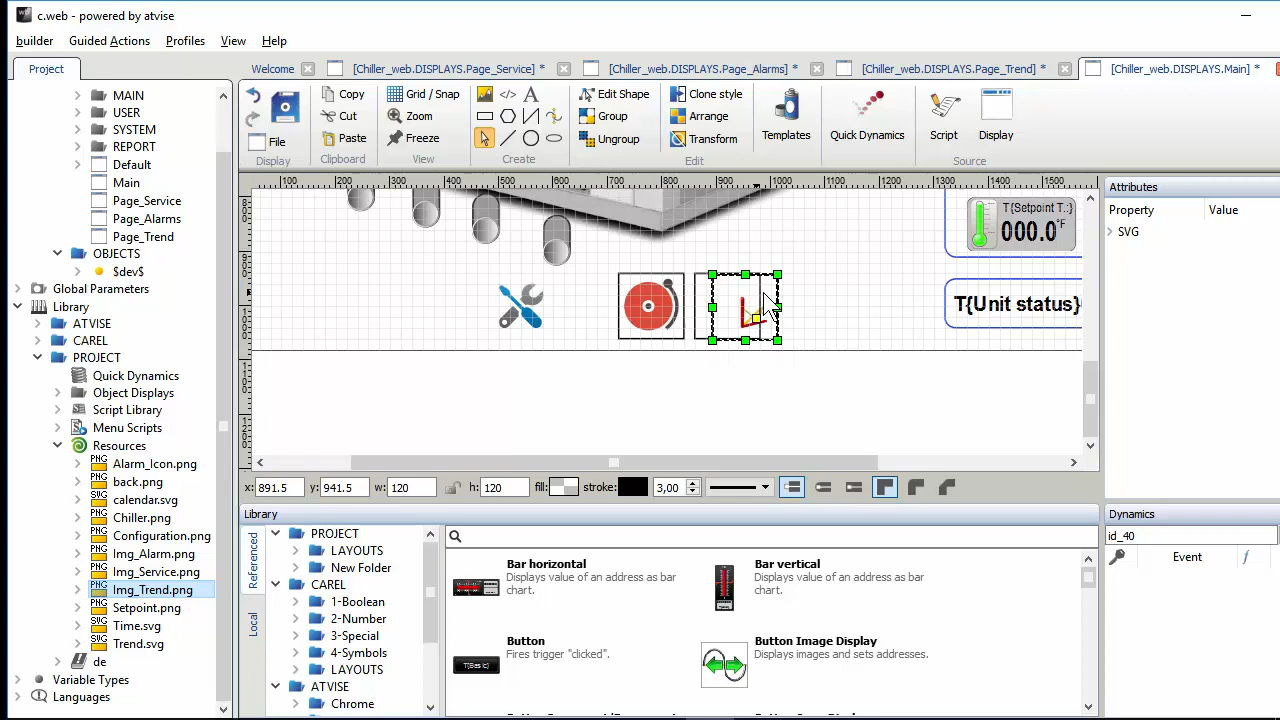 c.web - powered by atvise
builder Guided Actions Profiles View Help
Project
Welcome [Chiller_web.DISPLAYS.Page_Service] * [Chiller_web.DISPLAYS.Page_Alarms] * [Chiller_web.DISPLAYS.Page_Trend] * [Chiller_web.DISPLAYS.Main] *
MAIN
USER
SYSTEM
REPORT
Default
Main
Page_Service
Page_Alarms
Page_Trend
OBJECTS
$dev$
Global Parameters
Library
ATVISE
CAREL
PROJECT
Quick Dynamics
Object Displays
Script Library
Menu Scripts
Resources
Alarm_Icon.png
back.png
calendar.svg
Chiller.png
Configuration.png
Img_Alarm.png
Img_Service.png
Img_Trend.png
Setpoint.png
Time.svg
Trend.svg
de
Variable Types
Languages
File
Display
Copy
Cut
Paste
Clipboard
Grid / Snap
Zoom
Freeze
View
Create
Edit Shape
Group
Ungroup
Clone style
Arrange
Transform
Edit
Templates
Quick Dynamics
Script
Display
Source
100 200 300 400 500 600 700 800 900 1000 1100 1200 1300 1400 1500
T{Setpoint T.:}
000.0 °F
T{Unit status}
x: 891.5 y: 941.5 w: 120 h: 120 fill: stroke: 3,00
Library
Referenced
Local
PROJECT
LAYOUTS
New Folder
CAREL
1-Boolean
2-Number
3-Special
4-Symbols
LAYOUTS
ATVISE
Chrome
Bar horizontal
Displays value of an address as bar
chart.
Bar vertical
Displays value of an address as bar
chart.
Button
Fires trigger "clicked".
T{Basic}
Button Image Display
Displays images and sets addresses.
Attributes
Property Value
SVG
Dynamics
id_40
Event f